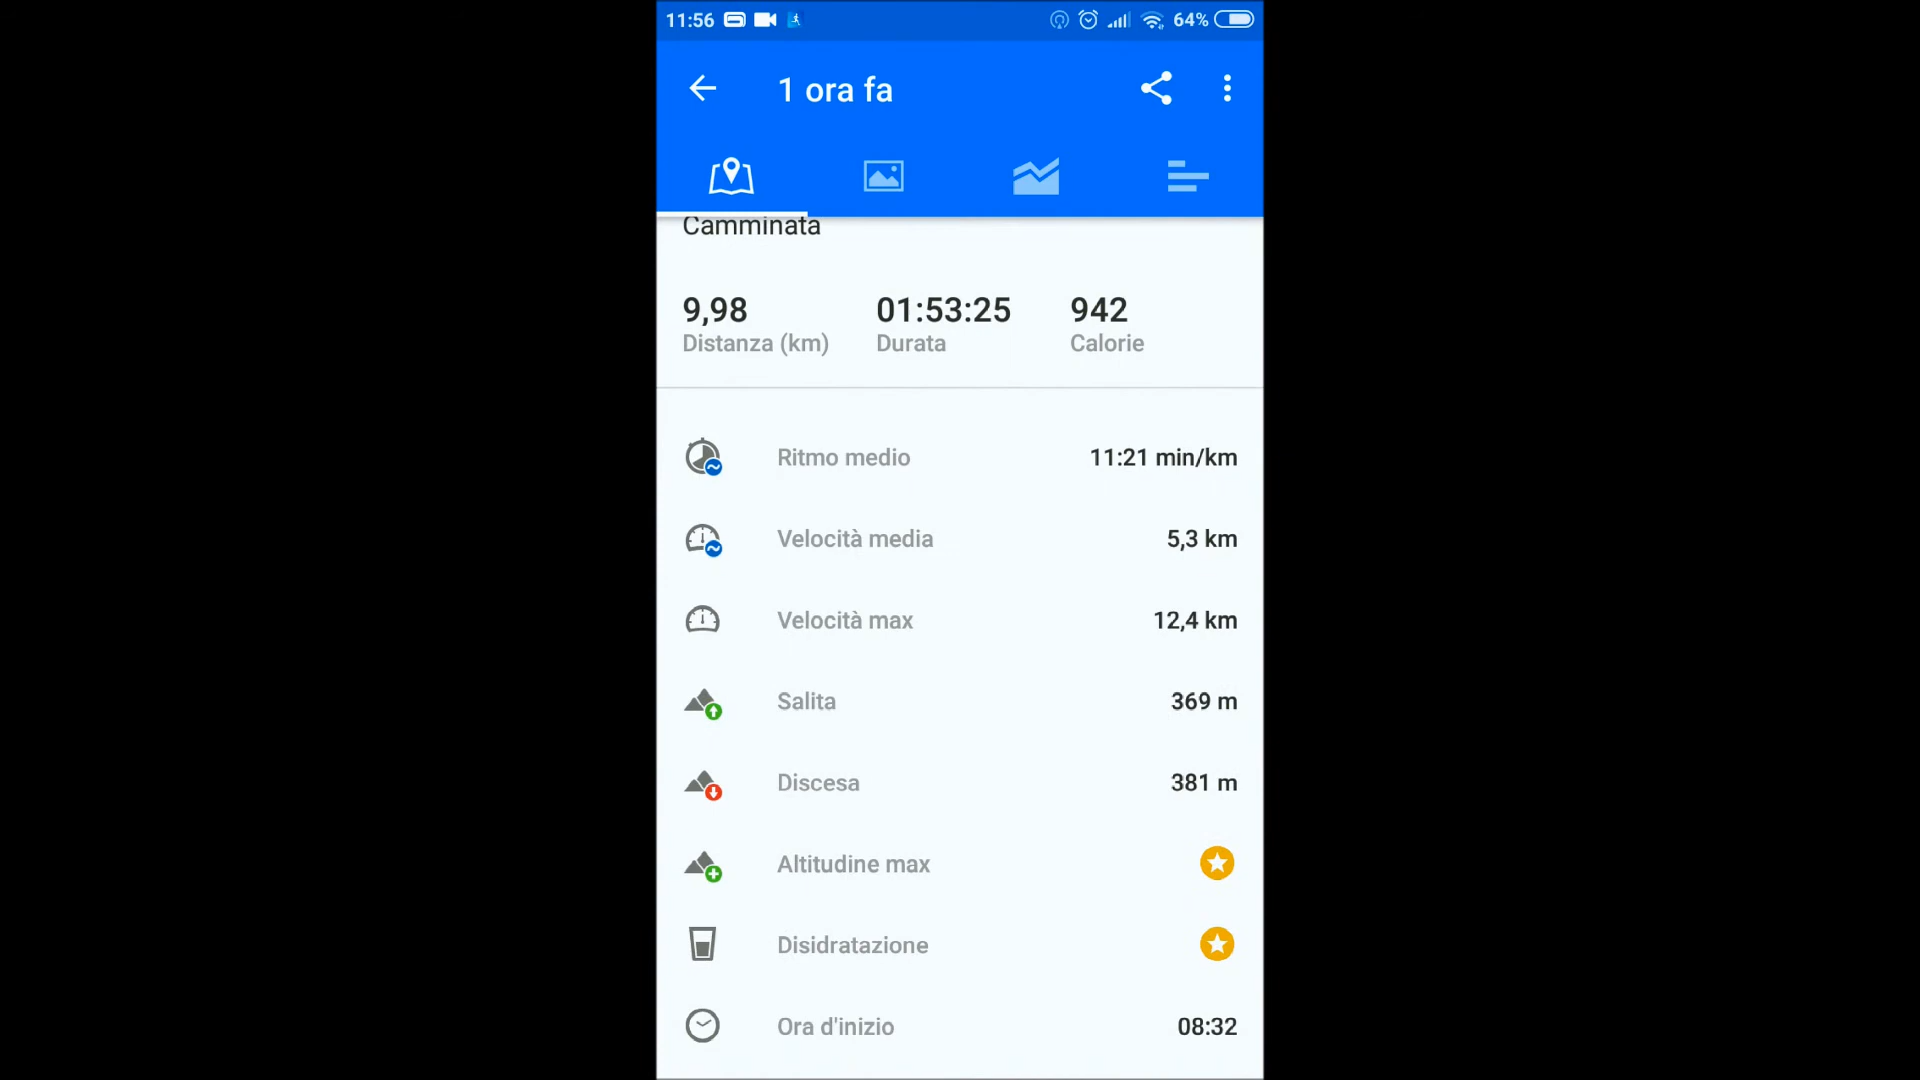 11:56 64%
1 ora fa
Camminata
9,98 01:53:25 942
Distanza (km) Durata Calorie
Ritmo medio 11:21 min/km
Velocità media 5,3 km
Velocità max 12,4 km
Salita 369 m
Discesa 381 m
Altitudine max
Disidratazione
Ora d'inizio 08:32